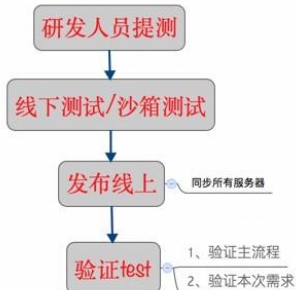 研发人员提测
线下测试/沙箱测试
发布线上
同步所有服务器
验证test
1、验证主流程
2、验证本次需求